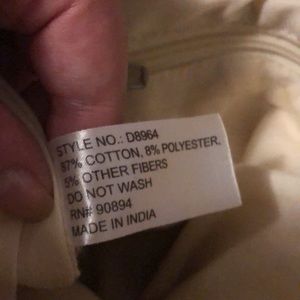 STYLE NO.: D8964
87% COTTON, 8% POLYESTER,
5% OTHER FIBERS
DO NOT WASH
RN# 90894
MADE IN INDIA